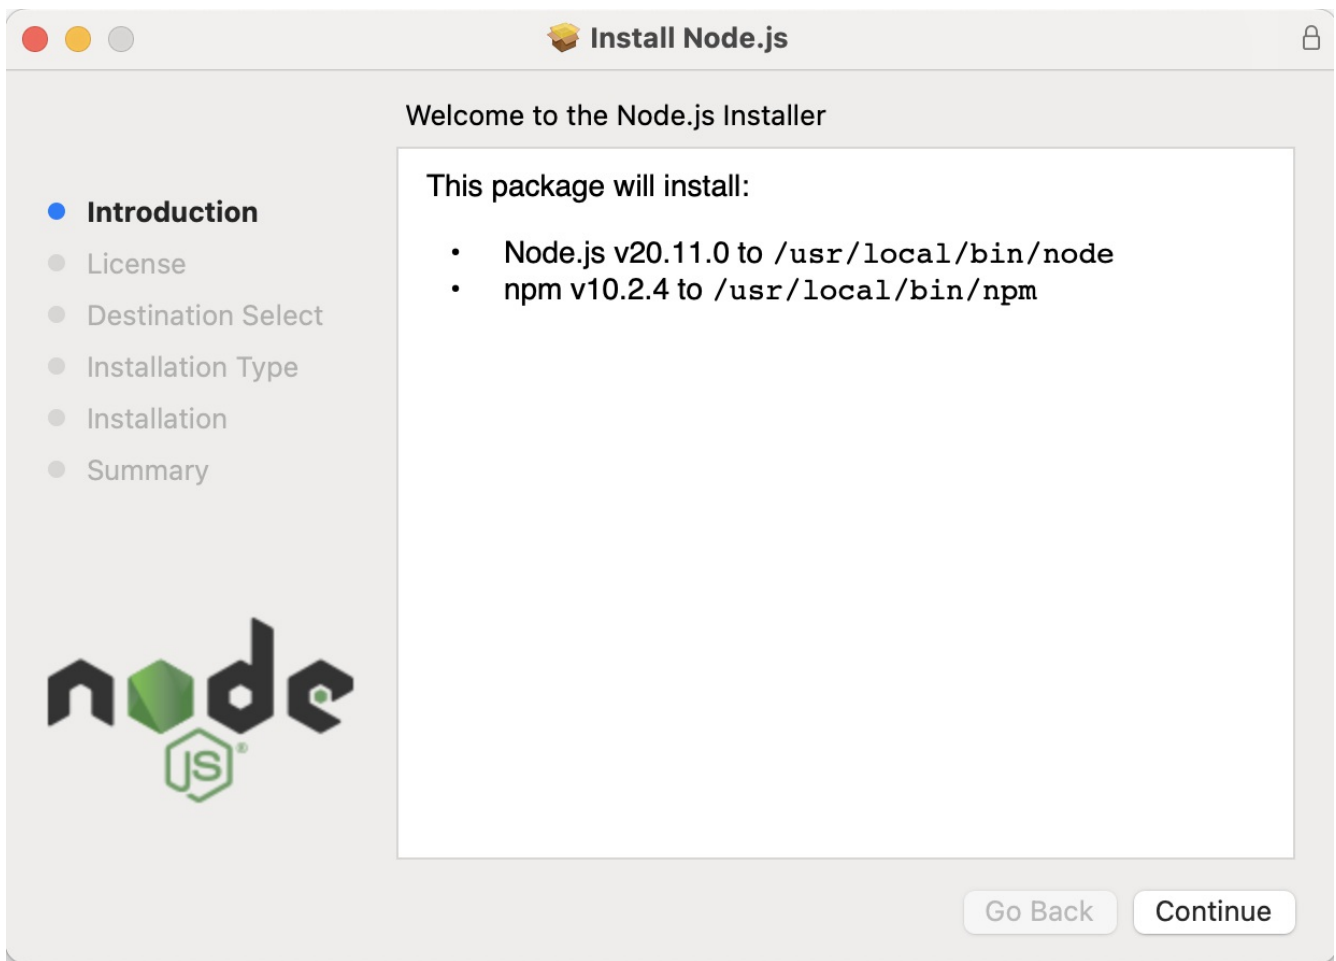 Install Node.js
Welcome to the Node.js Installer
Introduction
License
Destination Select
Installation Type
Installation
Summary
This package will install:
• Node.js v20.11.0 to /usr/local/bin/node
• npm v10.2.4 to /usr/local/bin/npm
node
JS®
Go Back
Continue